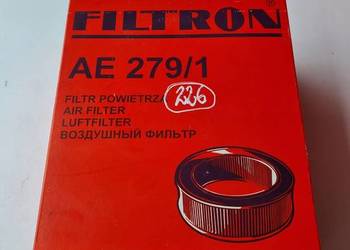 FILTRON ®
AE 279/1
FILTR POWIETRZA 226
AIR FILTER
LUFTFILTER
ВОЗДУШНЫЙ ФИЛЬТР